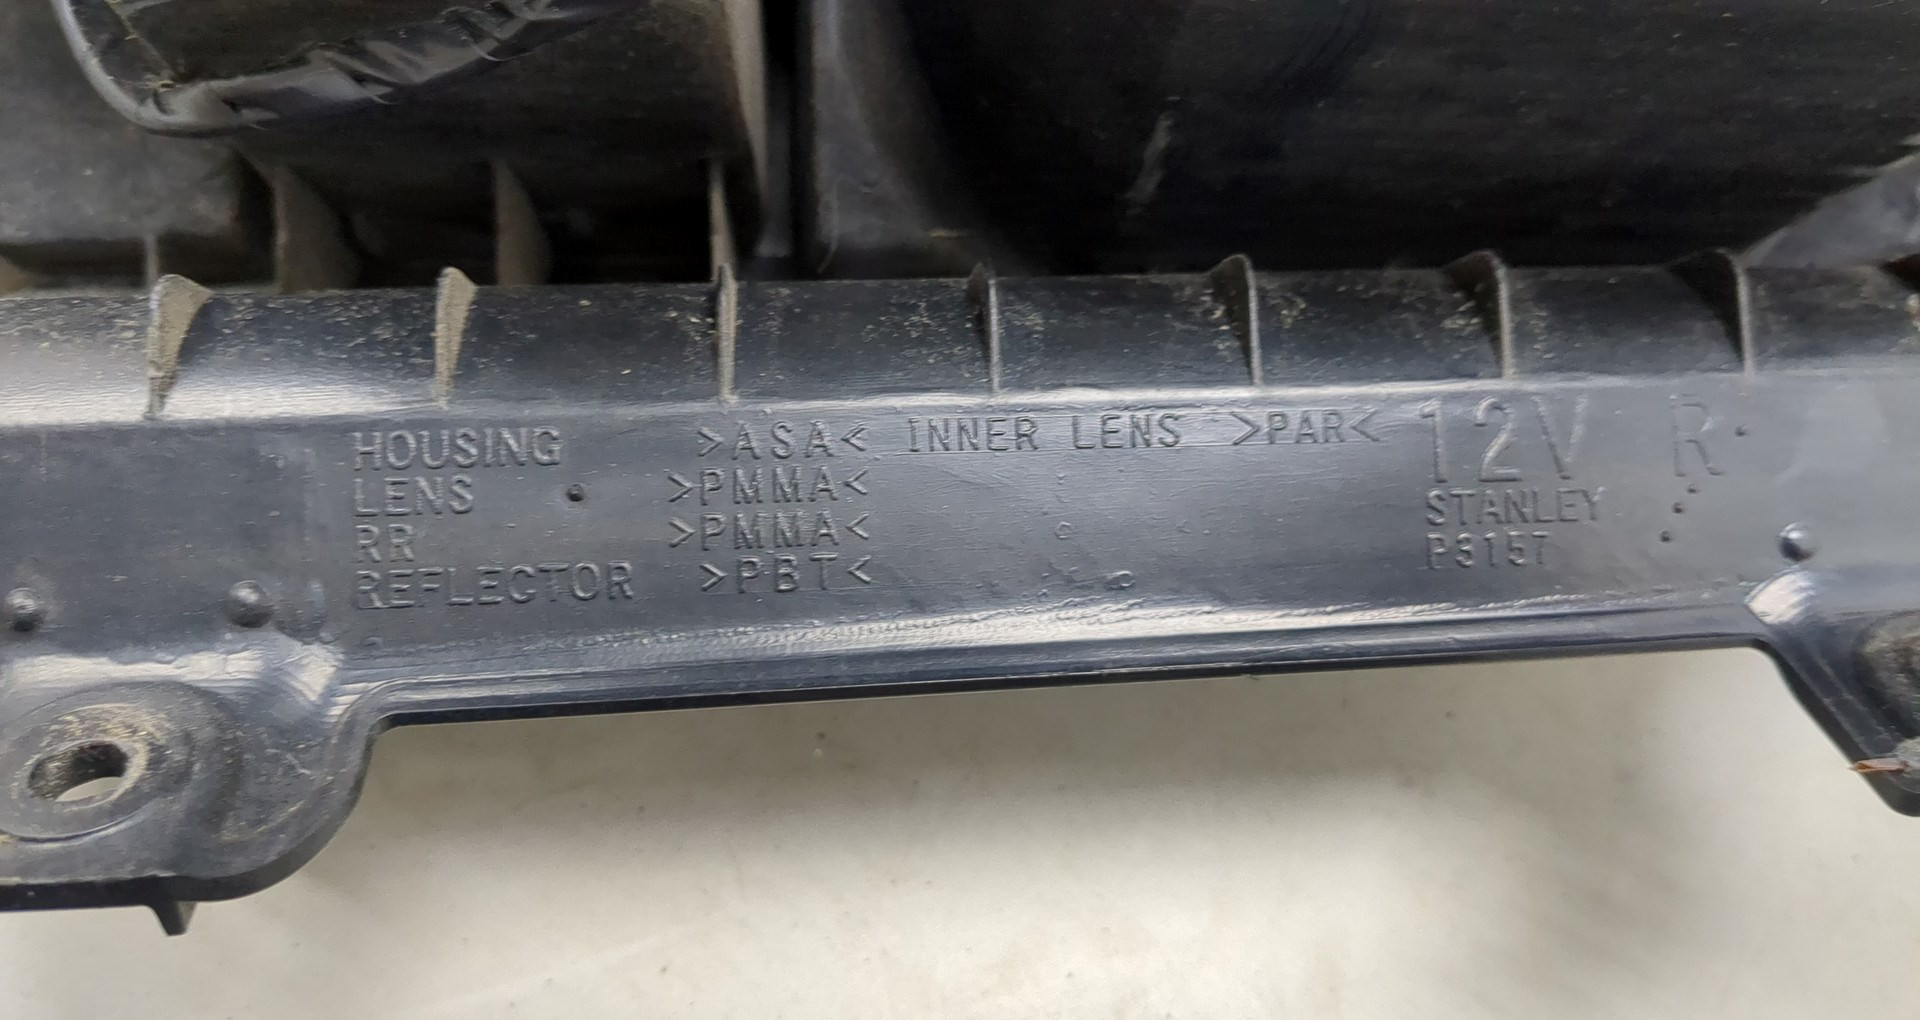 HOUSING >ASA< INNER LENS >PAR< 12V R
LENS >PMMA< STANLEY
RR >PMMA< P3157
REFLECTOR >PBT<